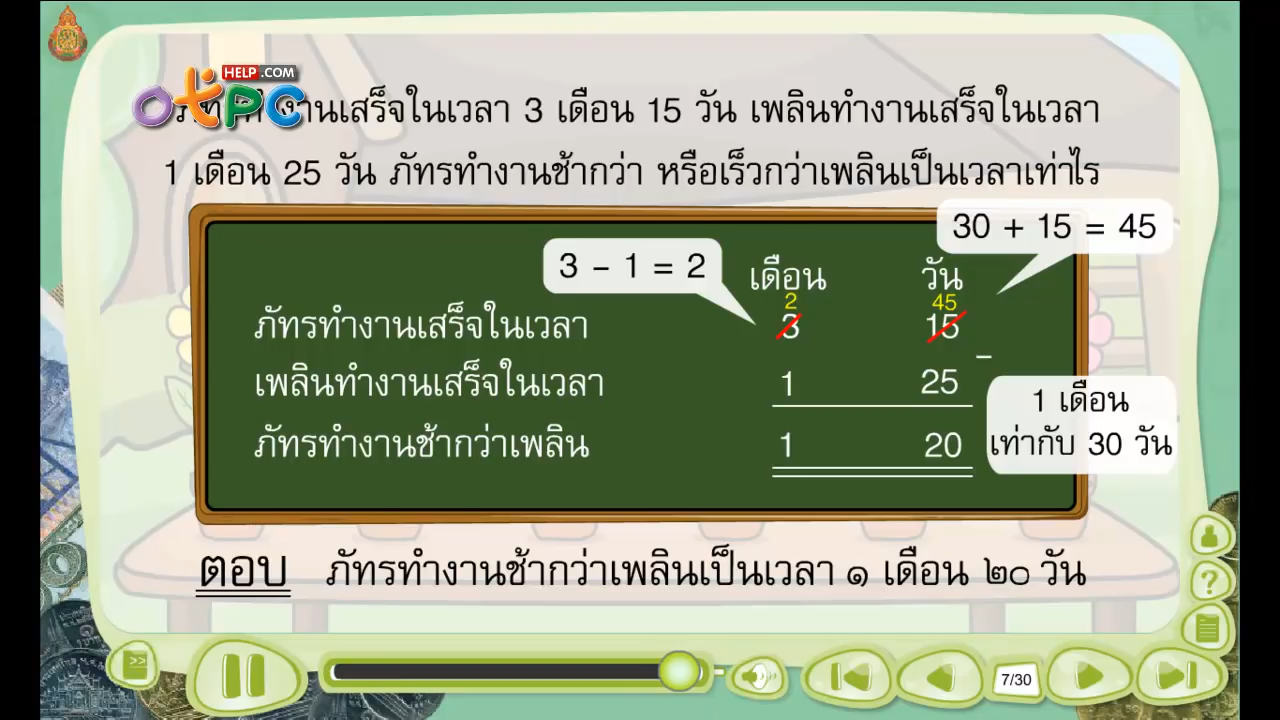 HELP.COM
OTPC
ภัทรทำงานเสร็จในเวลา 3 เดือน 15 วัน เพลินทำงานเสร็จในเวลา
1 เดือน 25 วัน ภัทรทำงานช้ากว่า หรือเร็วกว่าเพลินเป็นเวลาเท่าไร
30 + 15 = 45
3 − 1 = 2
เดือน วัน
2 45
ภัทรทำงานเสร็จในเวลา 3 15
−
เพลินทำงานเสร็จในเวลา 1 25
1 เดือน
เท่ากับ 30 วัน
ภัทรทำงานช้ากว่าเพลิน 1 20
ตอบ ภัทรทำงานช้ากว่าเพลินเป็นเวลา ๑ เดือน ๒๐ วัน
7/30